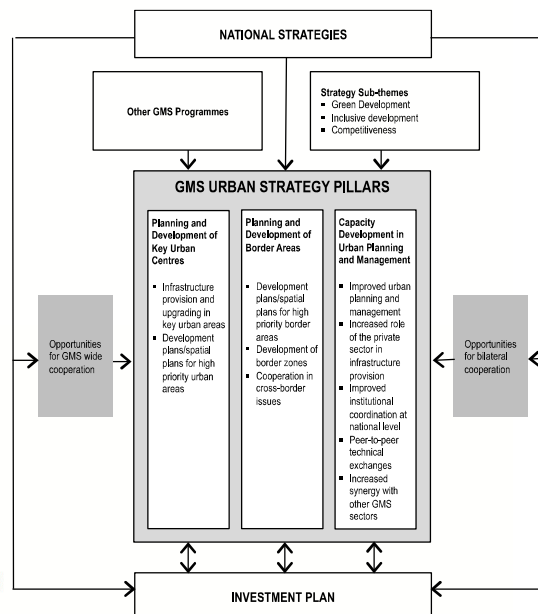 NATIONAL STRATEGIES
Other GMS Programmes
Strategy Sub-themes
▪ Green Development
▪ Inclusive development
▪ Competitiveness
GMS URBAN STRATEGY PILLARS
Planning and
Development of
Key Urban
Centres
▪ Infrastructure
provision and
upgrading in
key urban areas
▪ Development
plans/spatial
plans for high
priority urban
areas
Planning and
Development of
Border Areas
▪ Development
plans/spatial
plans for high
priority border
areas
▪ Development of
border zones
▪ Cooperation in
cross-border
issues
Capacity
Development in
Urban Planning
and Management
▪ Improved urban
planning and
management
▪ Increased role of
the private
sector in
infrastructure
provision
▪ Improved
institutional
coordination at
national level
▪ Peer-to-peer
technical
exchanges
▪ Increased
synergy with
other GMS
sectors
Opportunities
for GMS wide
cooperation
Opportunities
for bilateral
cooperation
INVESTMENT PLAN